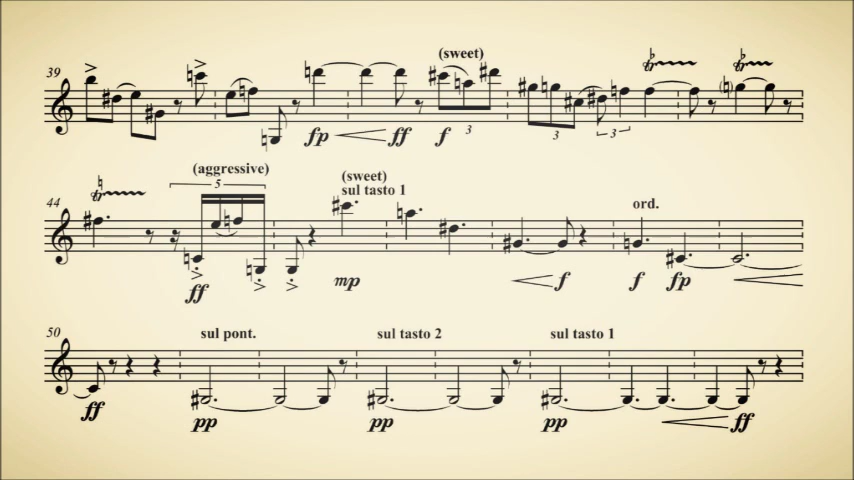 (sweet)
39
fp ff f 3 3 3
(aggressive)
5
(sweet)
sul tasto 1
ord.
44
ff mp f f fp
50
sul pont. sul tasto 2 sul tasto 1
ff pp pp pp ff